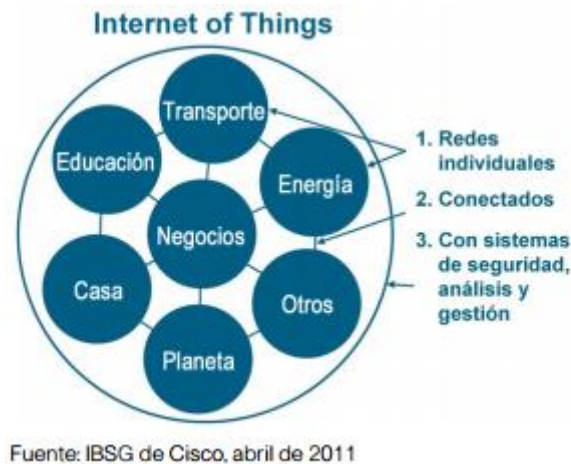 Internet of Things
Transporte
Educación
Energía
Negocios
Casa
Otros
Planeta
1. Redes
individuales
2. Conectados
3. Con sistemas
de seguridad,
análisis y
gestión
Fuente: IBSG de Cisco, abril de 2011